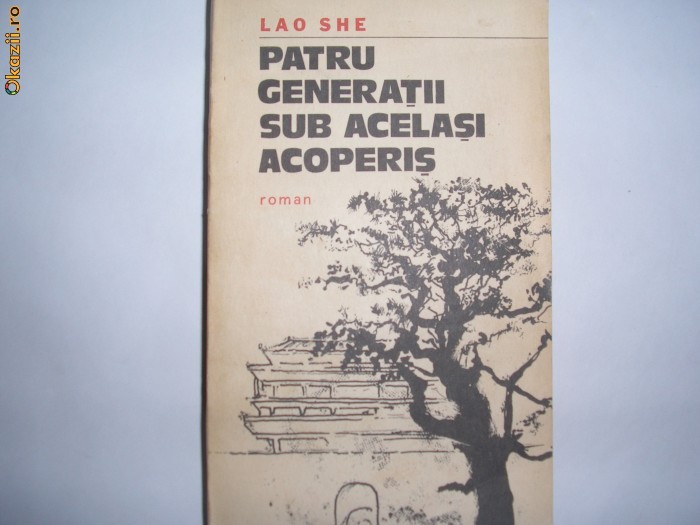 Okazii.ro
LAO SHE
PATRU
GENERAȚII
SUB ACELAȘI
ACOPERIȘ
roman